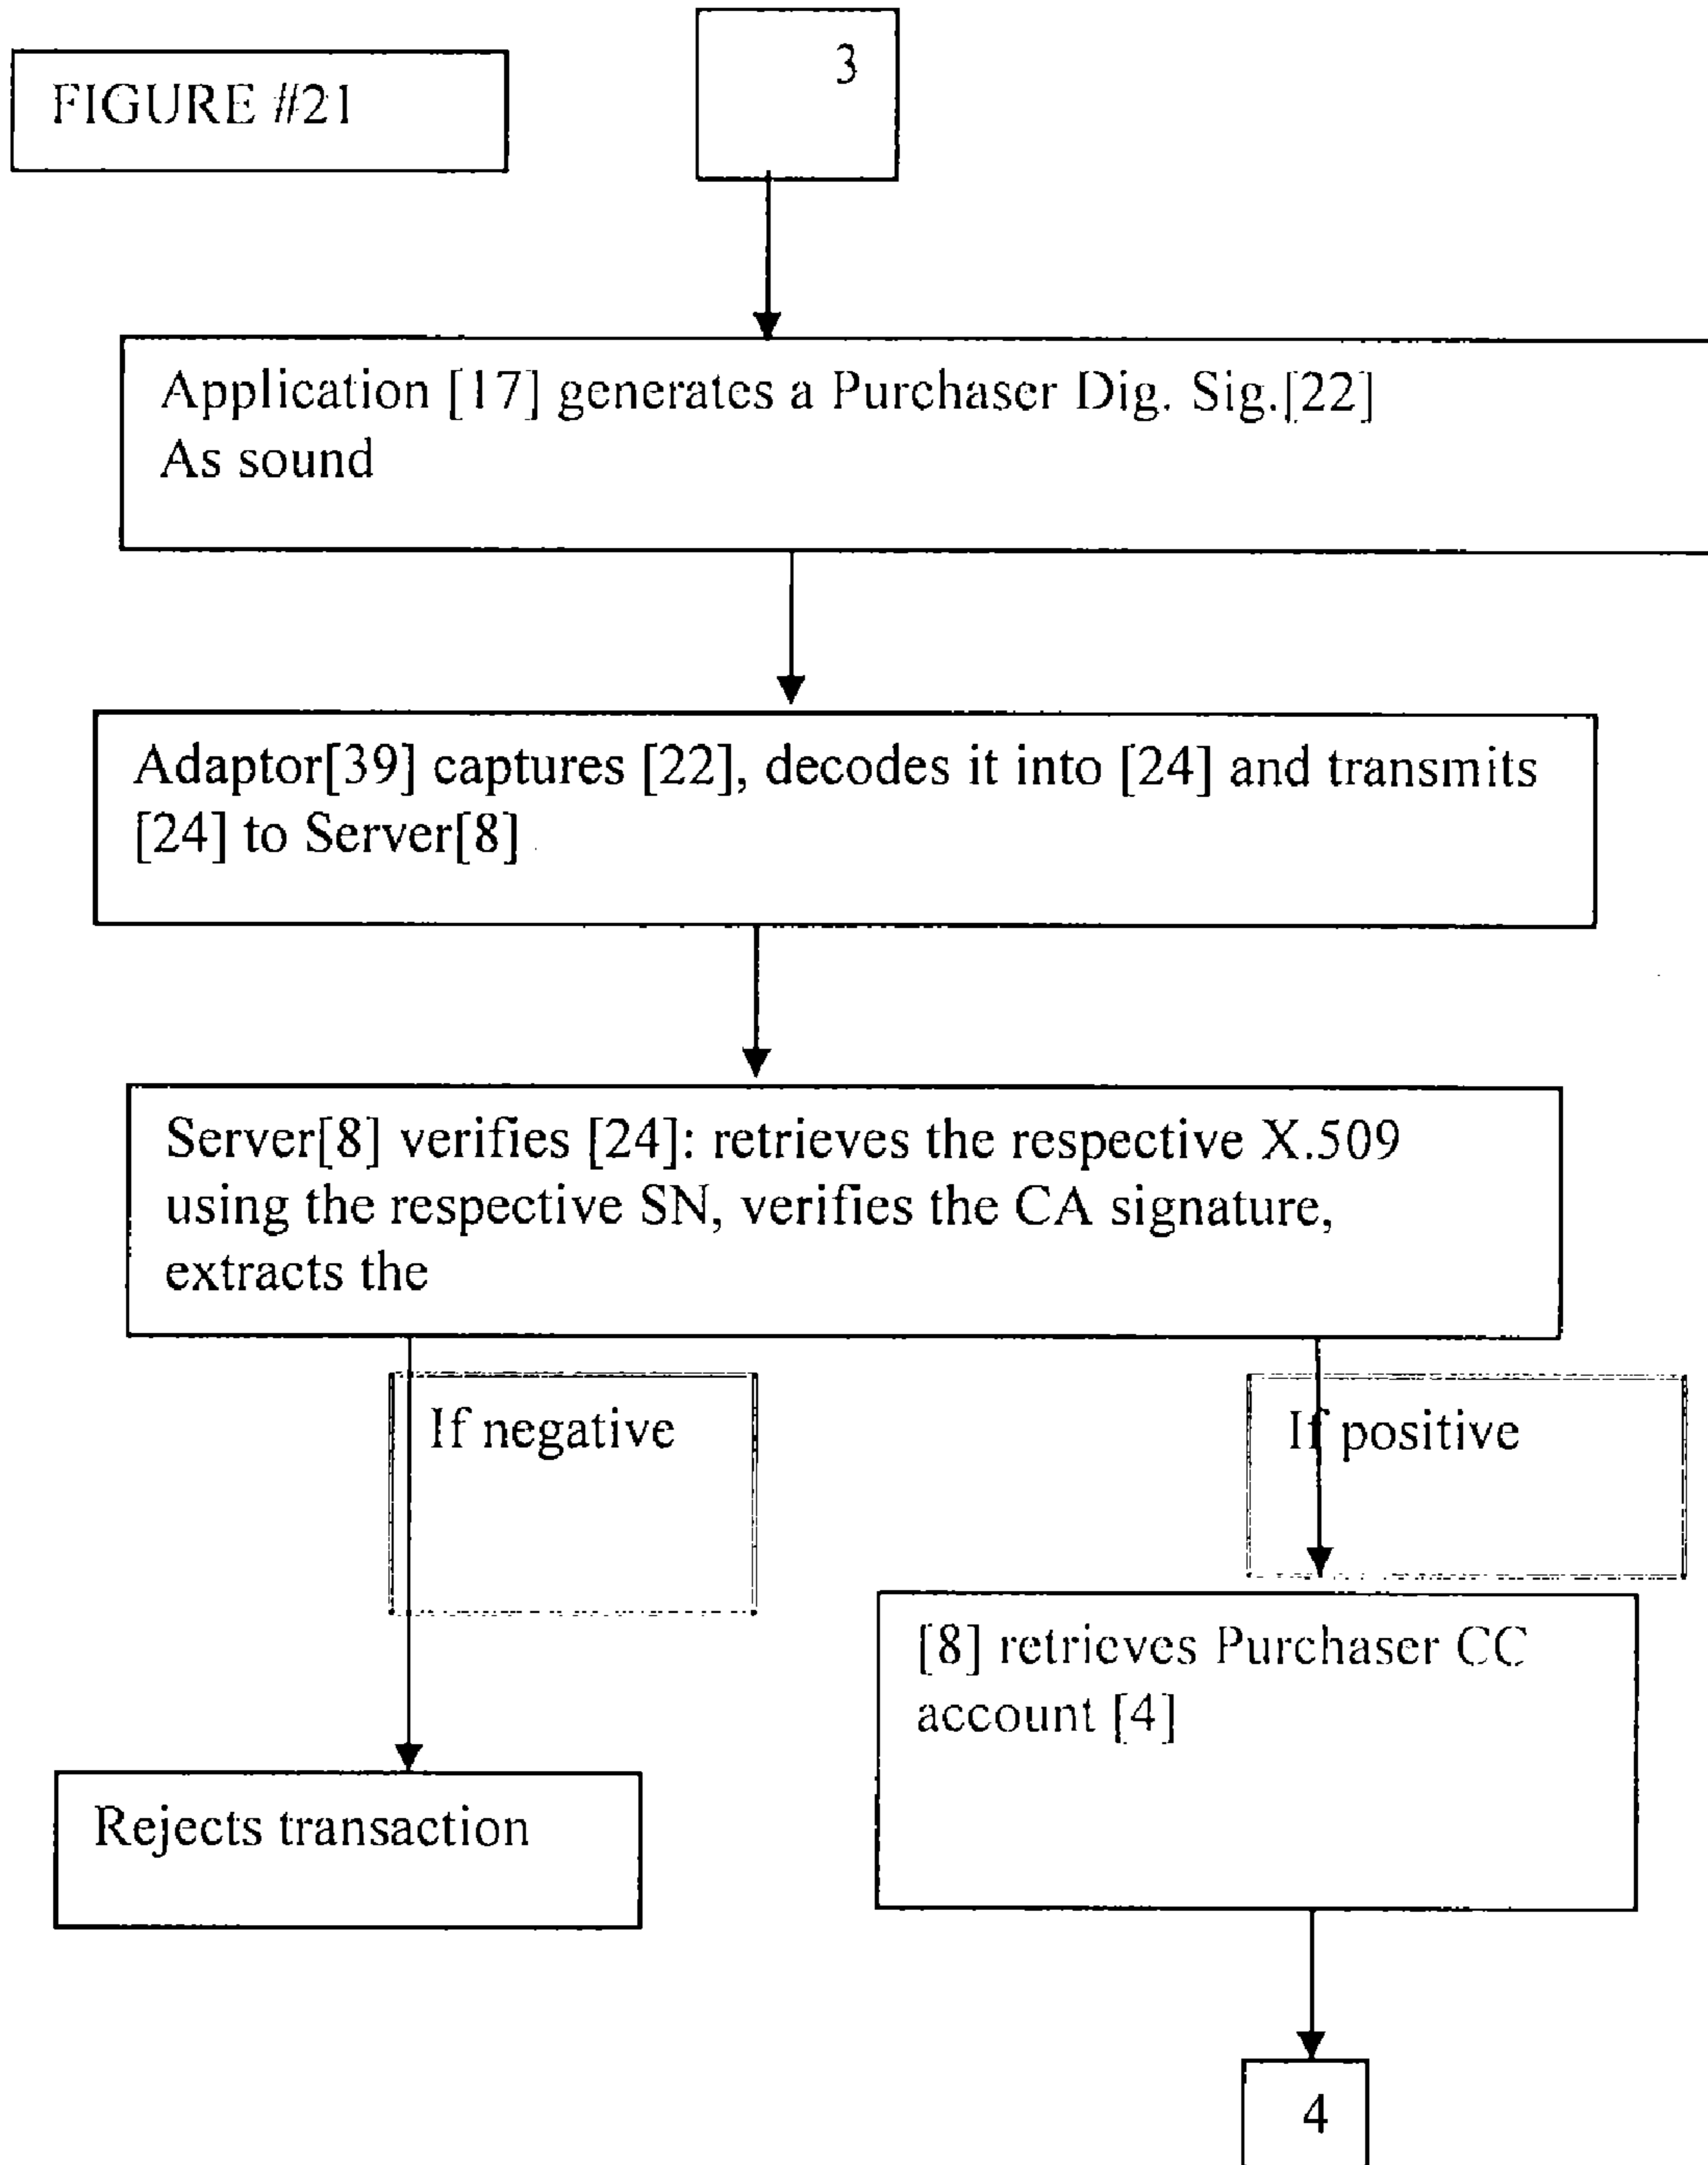 FIGURE #21
3
Application [17] generates a Purchaser Dig. Sig.[22]
As sound
Adaptor[39] captures [22], decodes it into [24] and transmits
[24] to Server[8]
Server[8] verifies [24]: retrieves the respective X.509
using the respective SN, verifies the CA signature,
extracts the
If negative
If positive
[8] retrieves Purchaser CC
account [4]
Rejects transaction
4